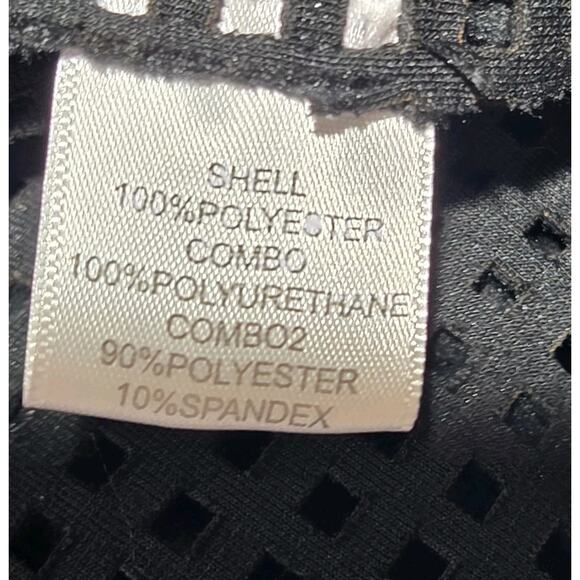 SHELL
100%POLYESTER
COMBO
100%POLYURETHANE
COMBO2
90%POLYESTER
10%SPANDEX